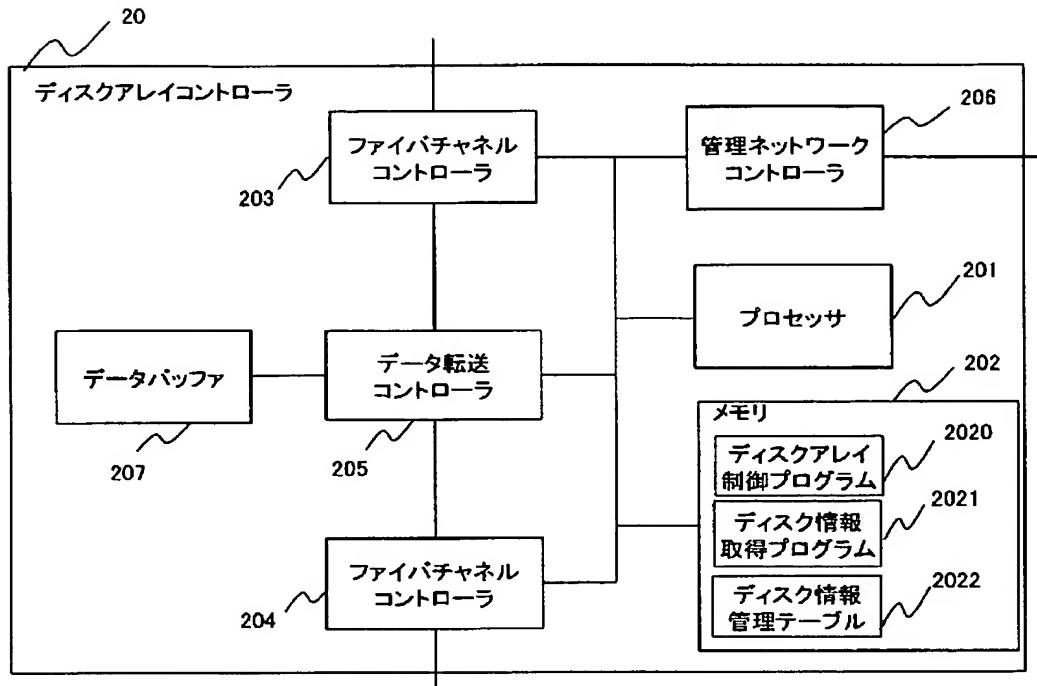 20
ディスクアレイコントローラ
ファイバチャネル
コントローラ
203
管理ネットワーク
コントローラ
206
プロセッサ
201
データバッファ
207
データ転送
コントローラ
205
202
メモリ
ディスクアレイ
制御プログラム
2020
ディスク情報
取得プログラム
2021
ディスク情報
管理テーブル
2022
ファイバチャネル
コントローラ
204